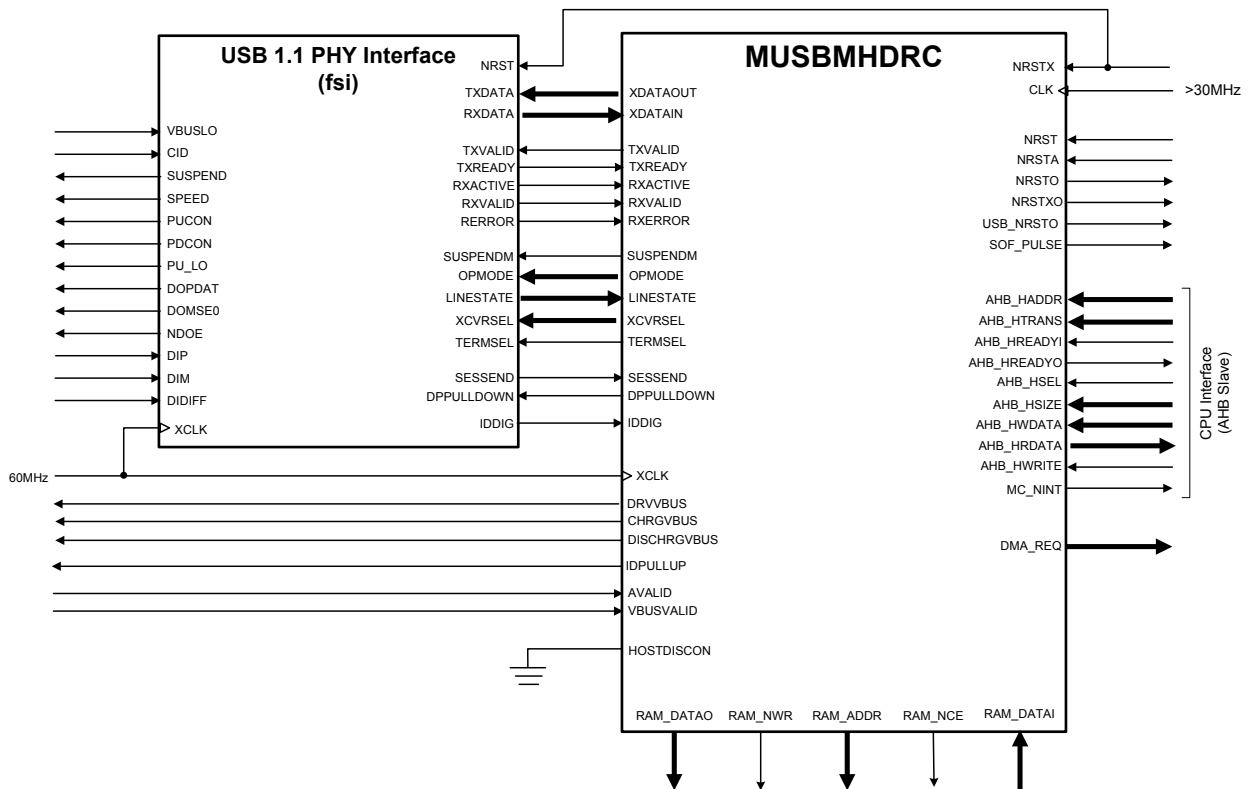 USB 1.1 PHY Interface
(fsi)
NRST
TXDATA
RXDATA
TXVALID
TXREADY
RXACTIVE
RXVALID
RERROR
SUSPENDM
OPMODE
LINESTATE
XCVRSEL
TERMSEL
SESSEND
DPPULLDOWN
IDDIG
VBUSLO
CID
SUSPEND
SPEED
PUCON
PDCON
PU_LO
DOPDAT
DOMSE0
NDOE
DIP
DIM
DIDIFF
XCLK
60MHz
MUSBMHDRC
XDATAOUT
XDATAIN
TXVALID
TXREADY
RXACTIVE
RXVALID
RXERROR
SUSPENDM
OPMODE
LINESTATE
XCVRSEL
TERMSEL
SESSEND
DPPULLDOWN
IDDIG
XCLK
DRVVBUS
CHRGVBUS
DISCHRGVBUS
IDPULLUP
AVALID
VBUSVALID
HOSTDISCON
NRSTX
CLK
>30MHz
NRST
NRSTA
NRSTO
NRSTXO
USB_NRSTO
SOF_PULSE
AHB_HADDR
AHB_HTRANS
AHB_HREADYI
AHB_HREADYO
AHB_HSEL
AHB_HSIZE
AHB_HWDATA
AHB_HRDATA
AHB_HWRITE
MC_NINT
CPU Interface
(AHB Slave)
DMA_REQ
RAM_DATAO RAM_NWR RAM_ADDR RAM_NCE RAM_DATAI